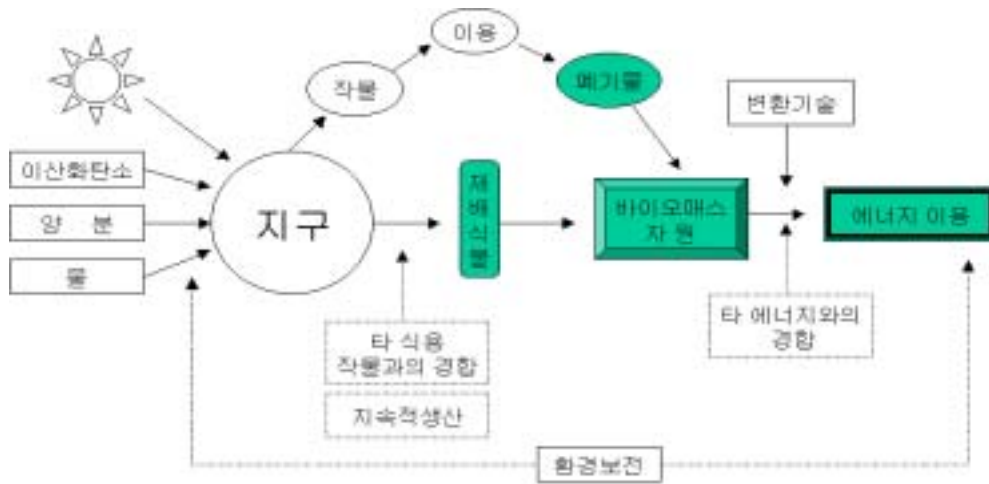 이용
작물
폐기물
변환기술
이산화탄소
양 분
물
지구
재
배
식
물
바이오매스
자 원
에너지 이용
타 식용
작물과의 경합
지속적생산
타 에너지와의
경합
환경보전